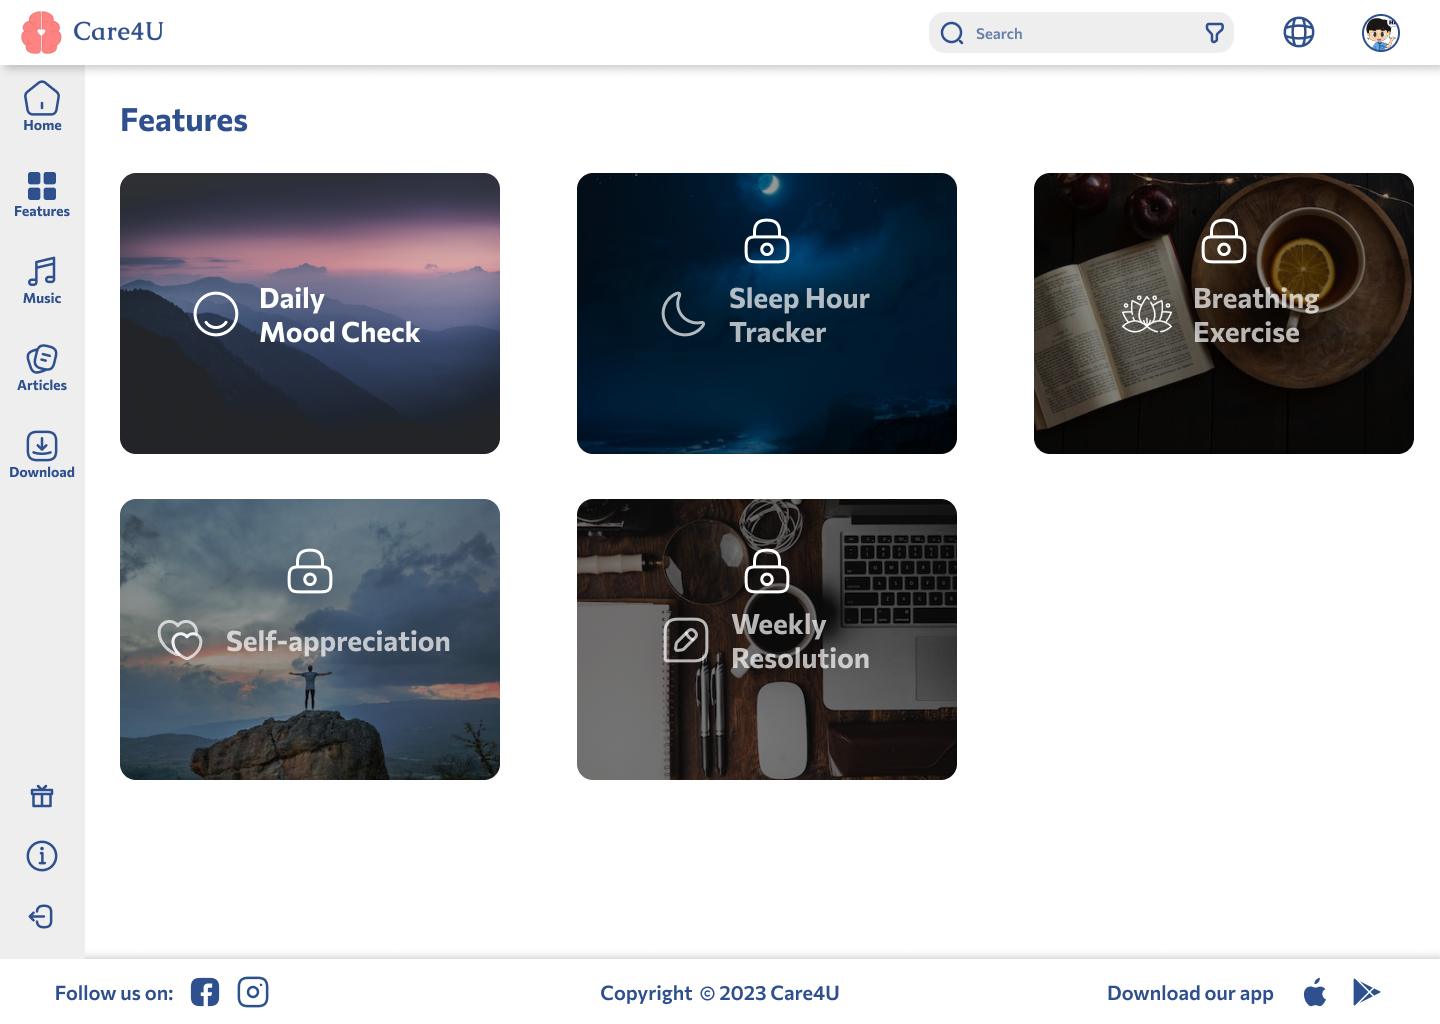 Care4U
Search
Home
Features
Music
Articles
Download
Features
Daily
Mood Check
Sleep Hour
Tracker
Breathing
Exercise
Self-appreciation
Weekly
Resolution
Follow us on:
Copyright © 2023 Care4U
Download our app